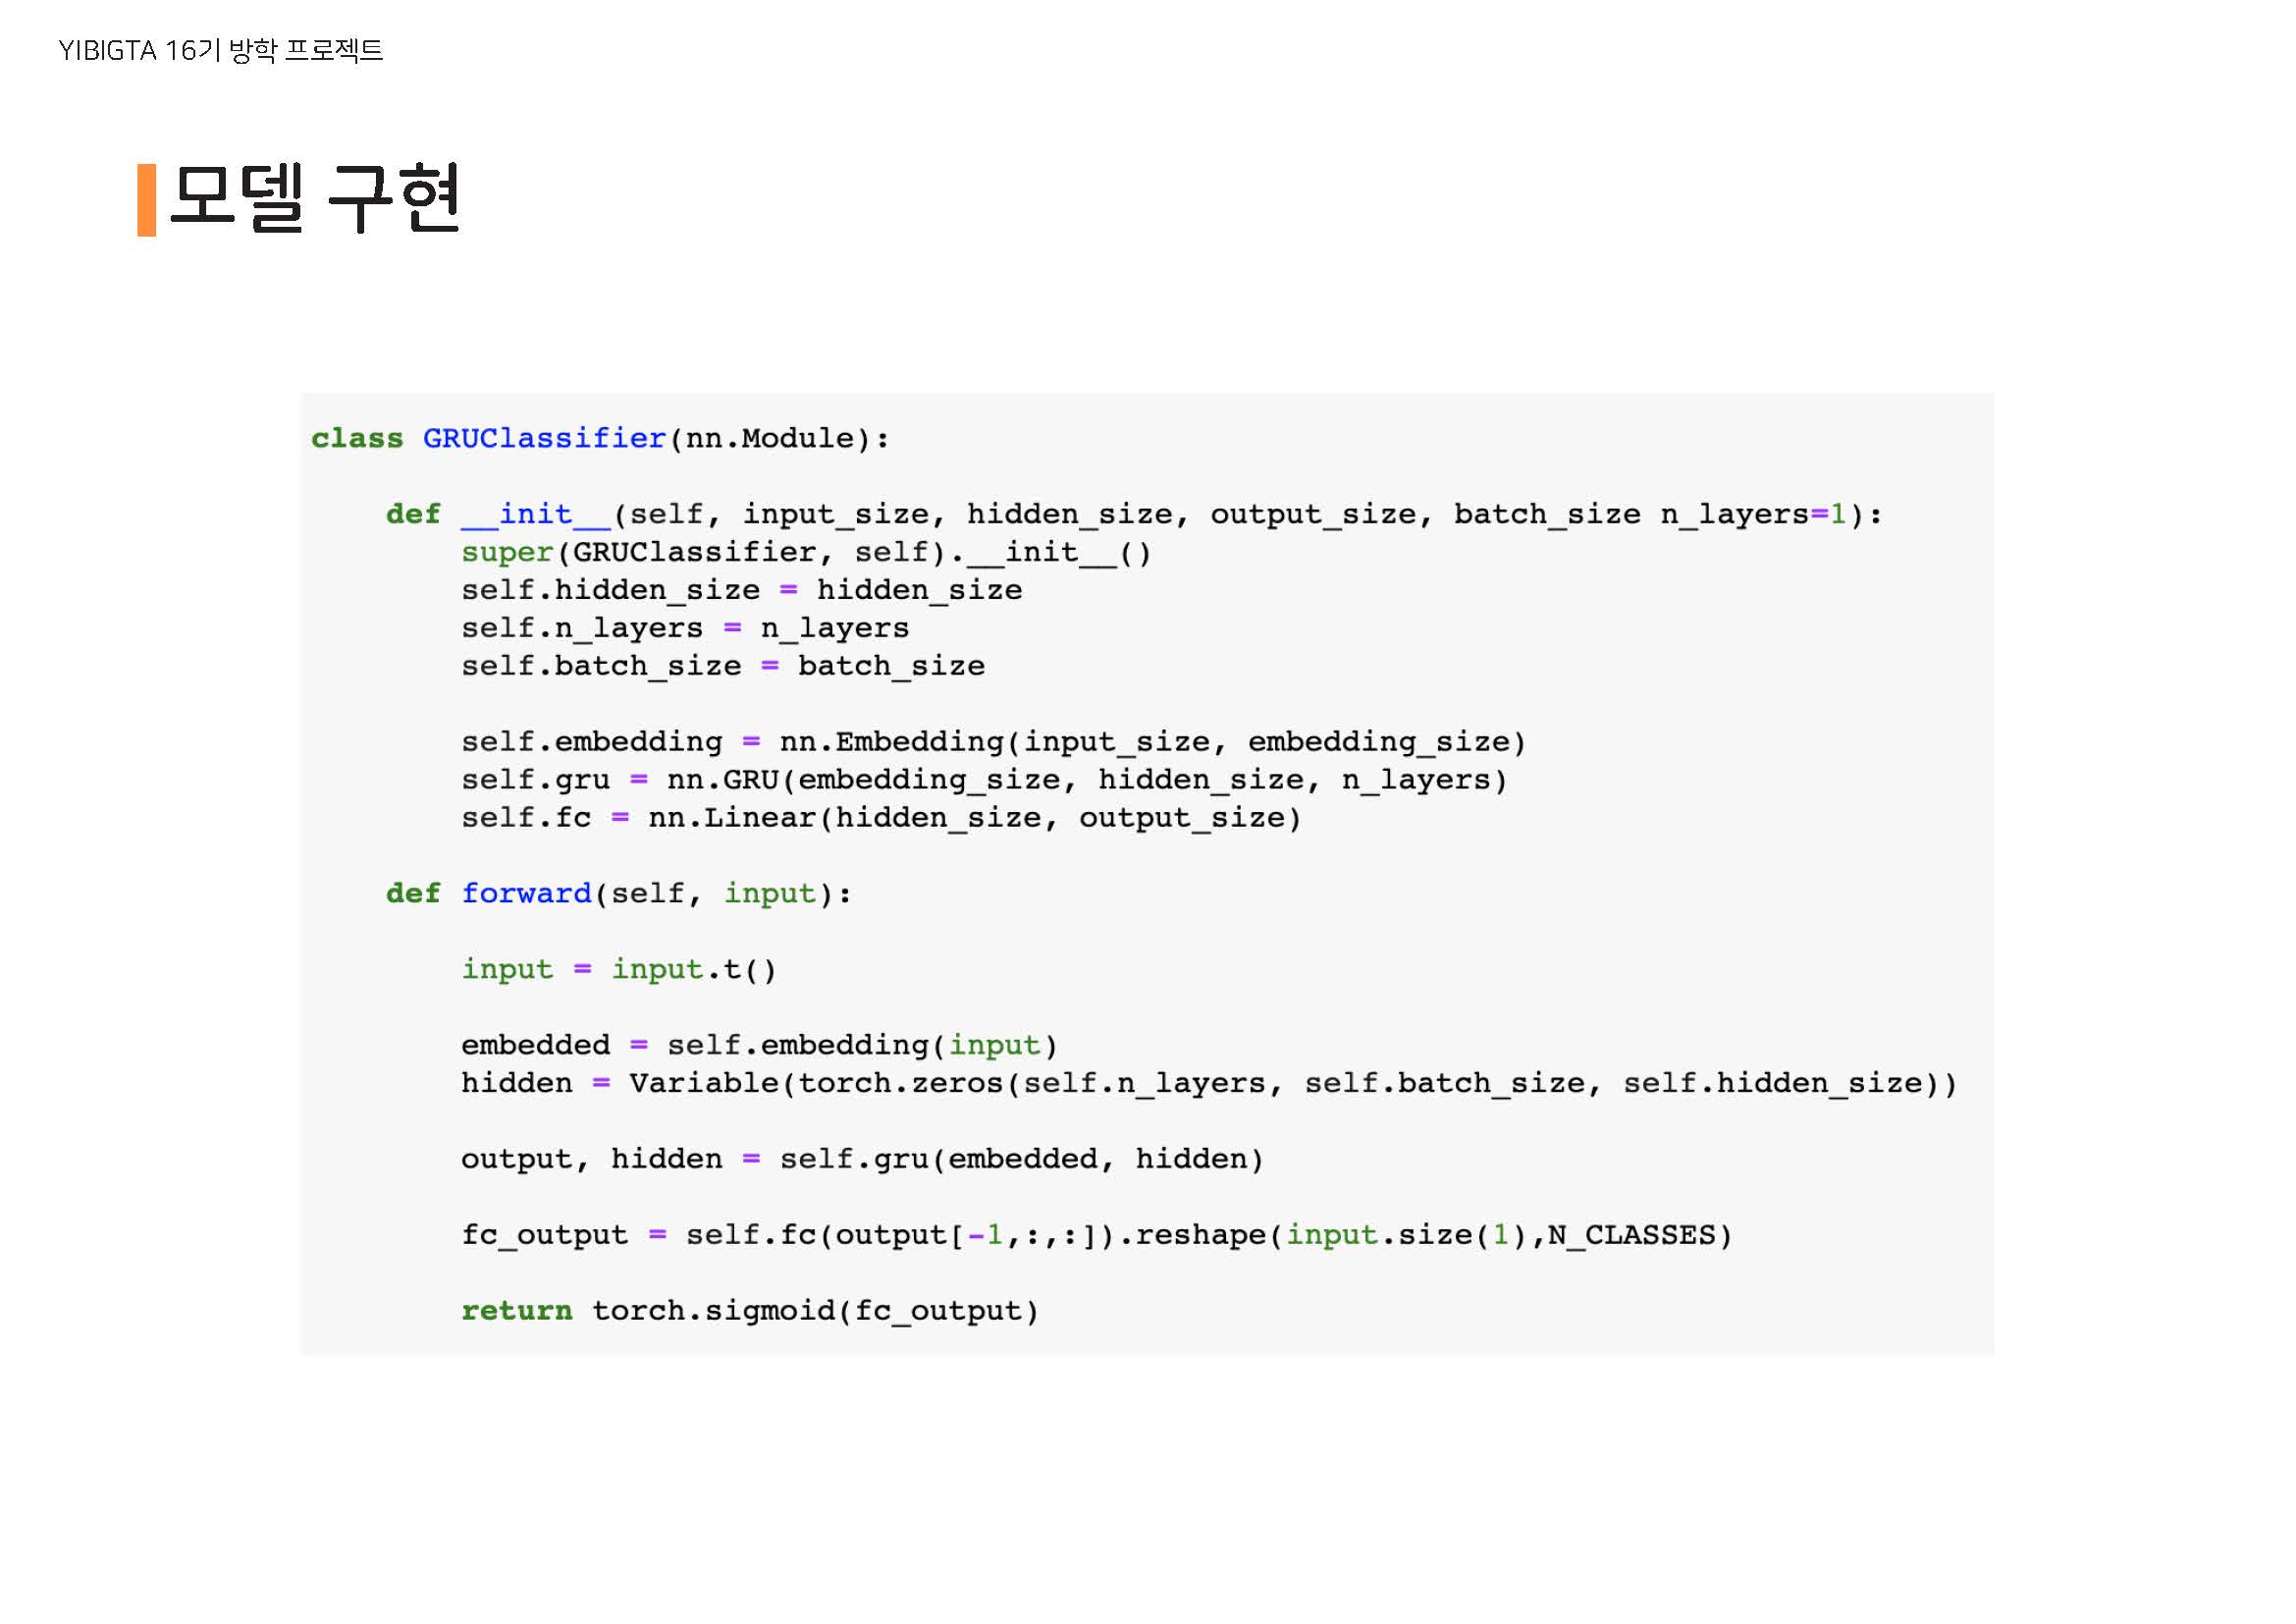 YIBIGTA 16기 방학 프로젝트
모델 구현
class GRUClassifier(nn.Module):
def __init__(self, input_size, hidden_size, output_size, batch_size n_layers=1):
super(GRUClassifier, self).__init__()
self.hidden_size = hidden_size
self.n_layers = n_layers
self.batch_size = batch_size
self.embedding = nn.Embedding(input_size, embedding_size)
self.gru = nn.GRU(embedding_size, hidden_size, n_layers)
self.fc = nn.Linear(hidden_size, output_size)
def forward(self, input):
input = input.t()
embedded = self.embedding(input)
hidden = Variable(torch.zeros(self.n_layers, self.batch_size, self.hidden_size))
output, hidden = self.gru(embedded, hidden)
fc_output = self.fc(output[-1,:,:]).reshape(input.size(1),N_CLASSES)
return torch.sigmoid(fc_output)